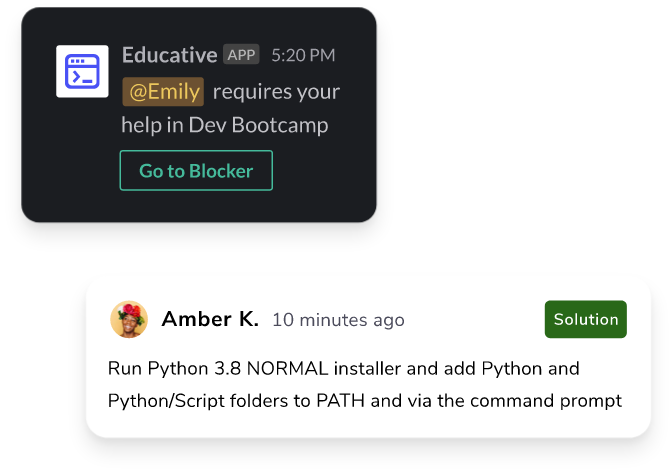 Educative APP 5:20 PM
@Emily requires your
help in Dev Bootcamp
Go to Blocker
Amber K. 10 minutes ago Solution
Run Python 3.8 NORMAL installer and add Python and
Python/Script folders to PATH and via the command prompt